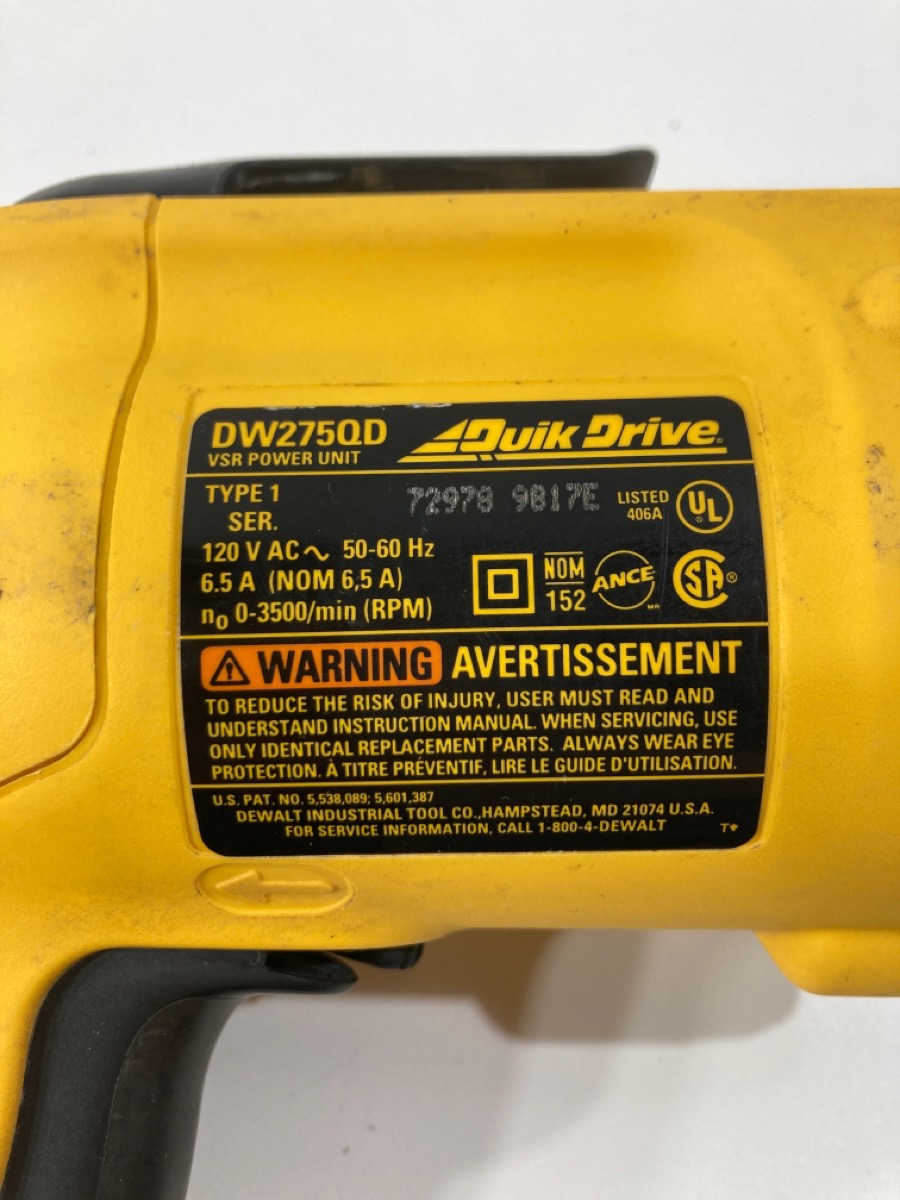 DW275QD Quik Drive®
VSR POWER UNIT
TYPE 1 72978 9817E LISTED UL
SER. 406A
120 V AC~ 50-60 Hz
6.5 A (NOM 6,5 A) NOM ANCE SA®
152 MR
n₀ 0-3500/min (RPM)
⚠ WARNING AVERTISSEMENT
TO REDUCE THE RISK OF INJURY, USER MUST READ AND
UNDERSTAND INSTRUCTION MANUAL. WHEN SERVICING, USE
ONLY IDENTICAL REPLACEMENT PARTS. ALWAYS WEAR EYE
PROTECTION. À TITRE PRÉVENTIF, LIRE LE GUIDE D'UTILISATION.
U.S. PAT. NO. 5,538,089; 5,601,387
DEWALT INDUSTRIAL TOOL CO.,HAMPSTEAD, MD 21074 U.S.A.
FOR SERVICE INFORMATION, CALL 1-800-4-DEWALT T